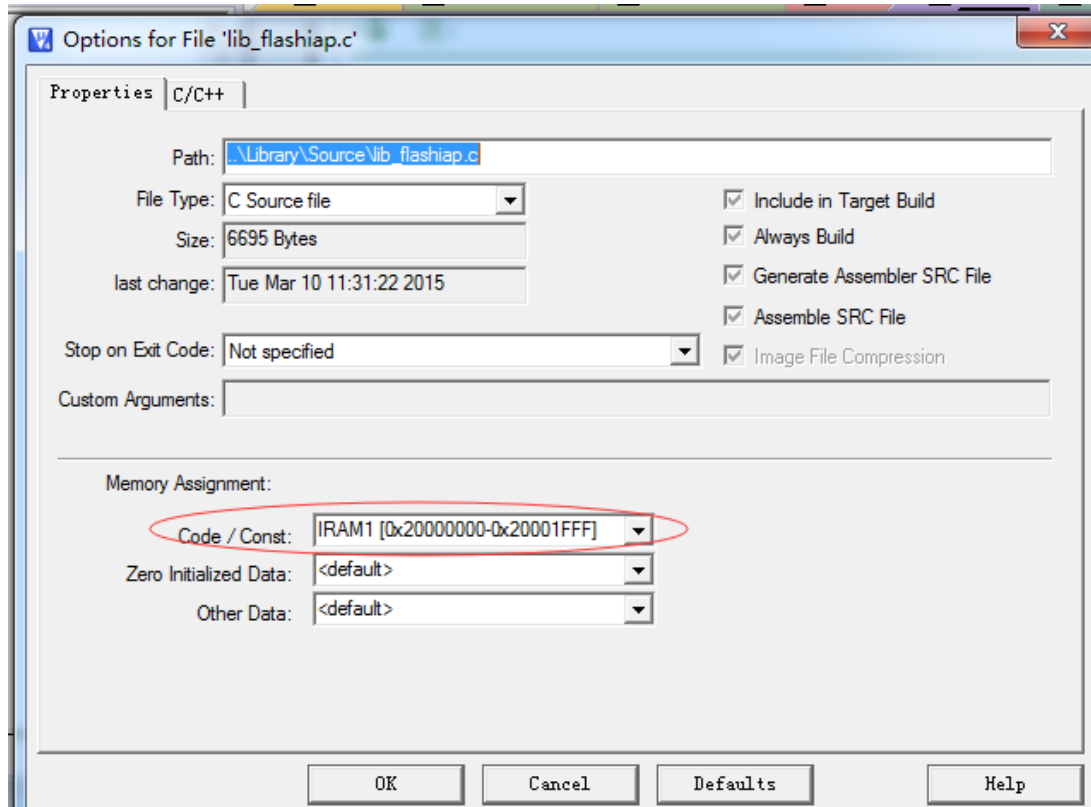 Options for File 'lib_flashiap.c'
Properties C/C++
Path: ..\Library\Source\lib_flashiap.c
File Type: C Source file
Include in Target Build
Size: 6695 Bytes
Always Build
last change: Tue Mar 10 11:31:22 2015
Generate Assembler SRC File
Assemble SRC File
Stop on Exit Code: Not specified
Image File Compression
Custom Arguments:
Memory Assignment:
Code / Const: IRAM1 [0x20000000-0x20001FFF]
Zero Initialized Data: <default>
Other Data: <default>
OK Cancel Defaults Help